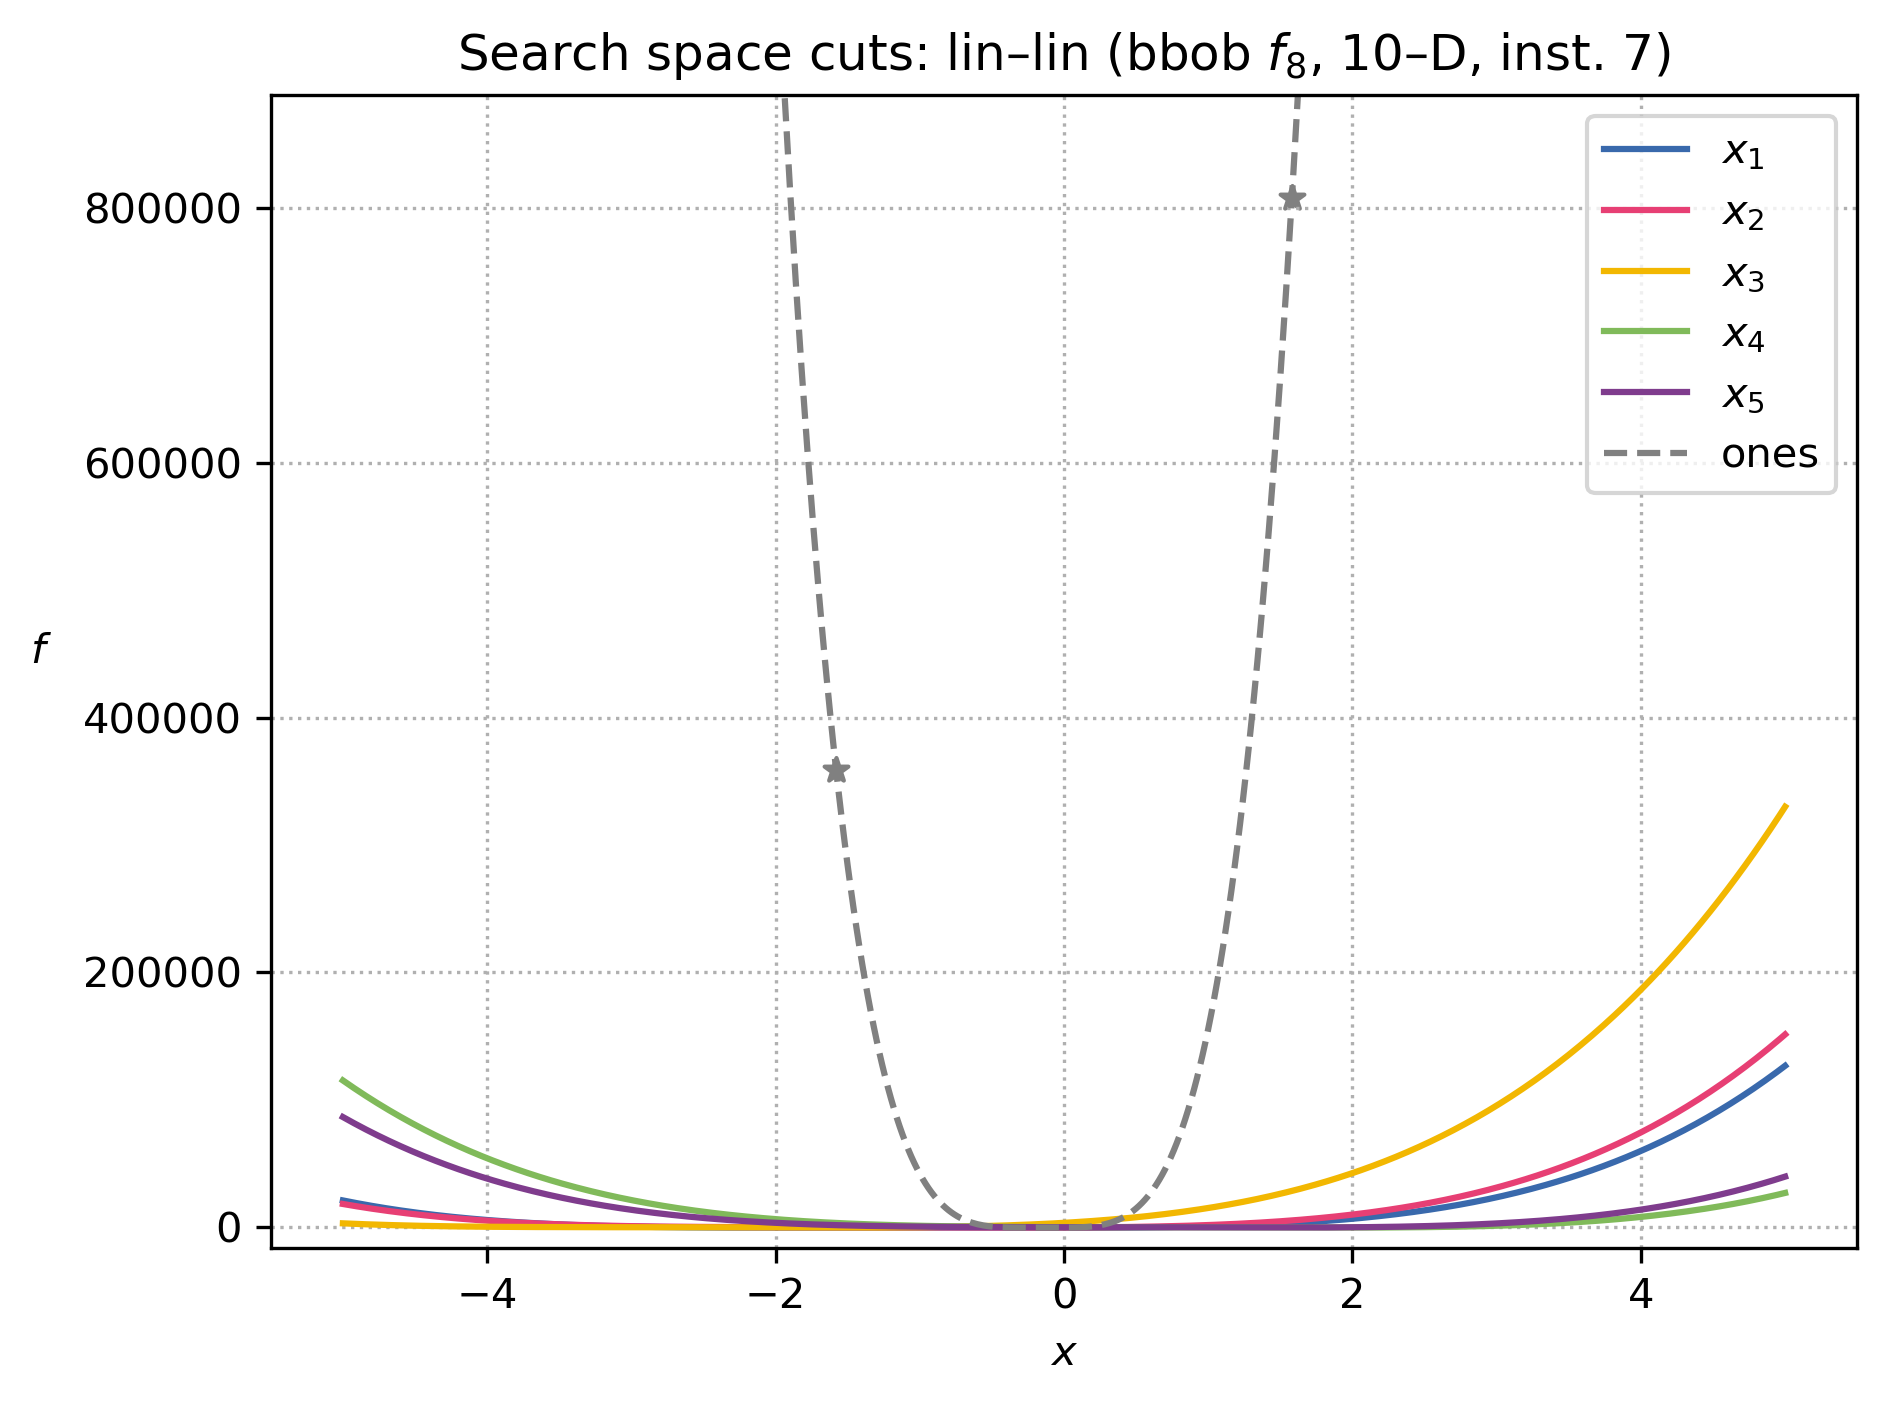 Search space cuts: lin–lin (bbob f₈, 10–D, inst. 7)
f
800000
600000
400000
200000
0
−4
−2
0
2
4
x
x₁
x₂
x₃
x₄
x₅
ones